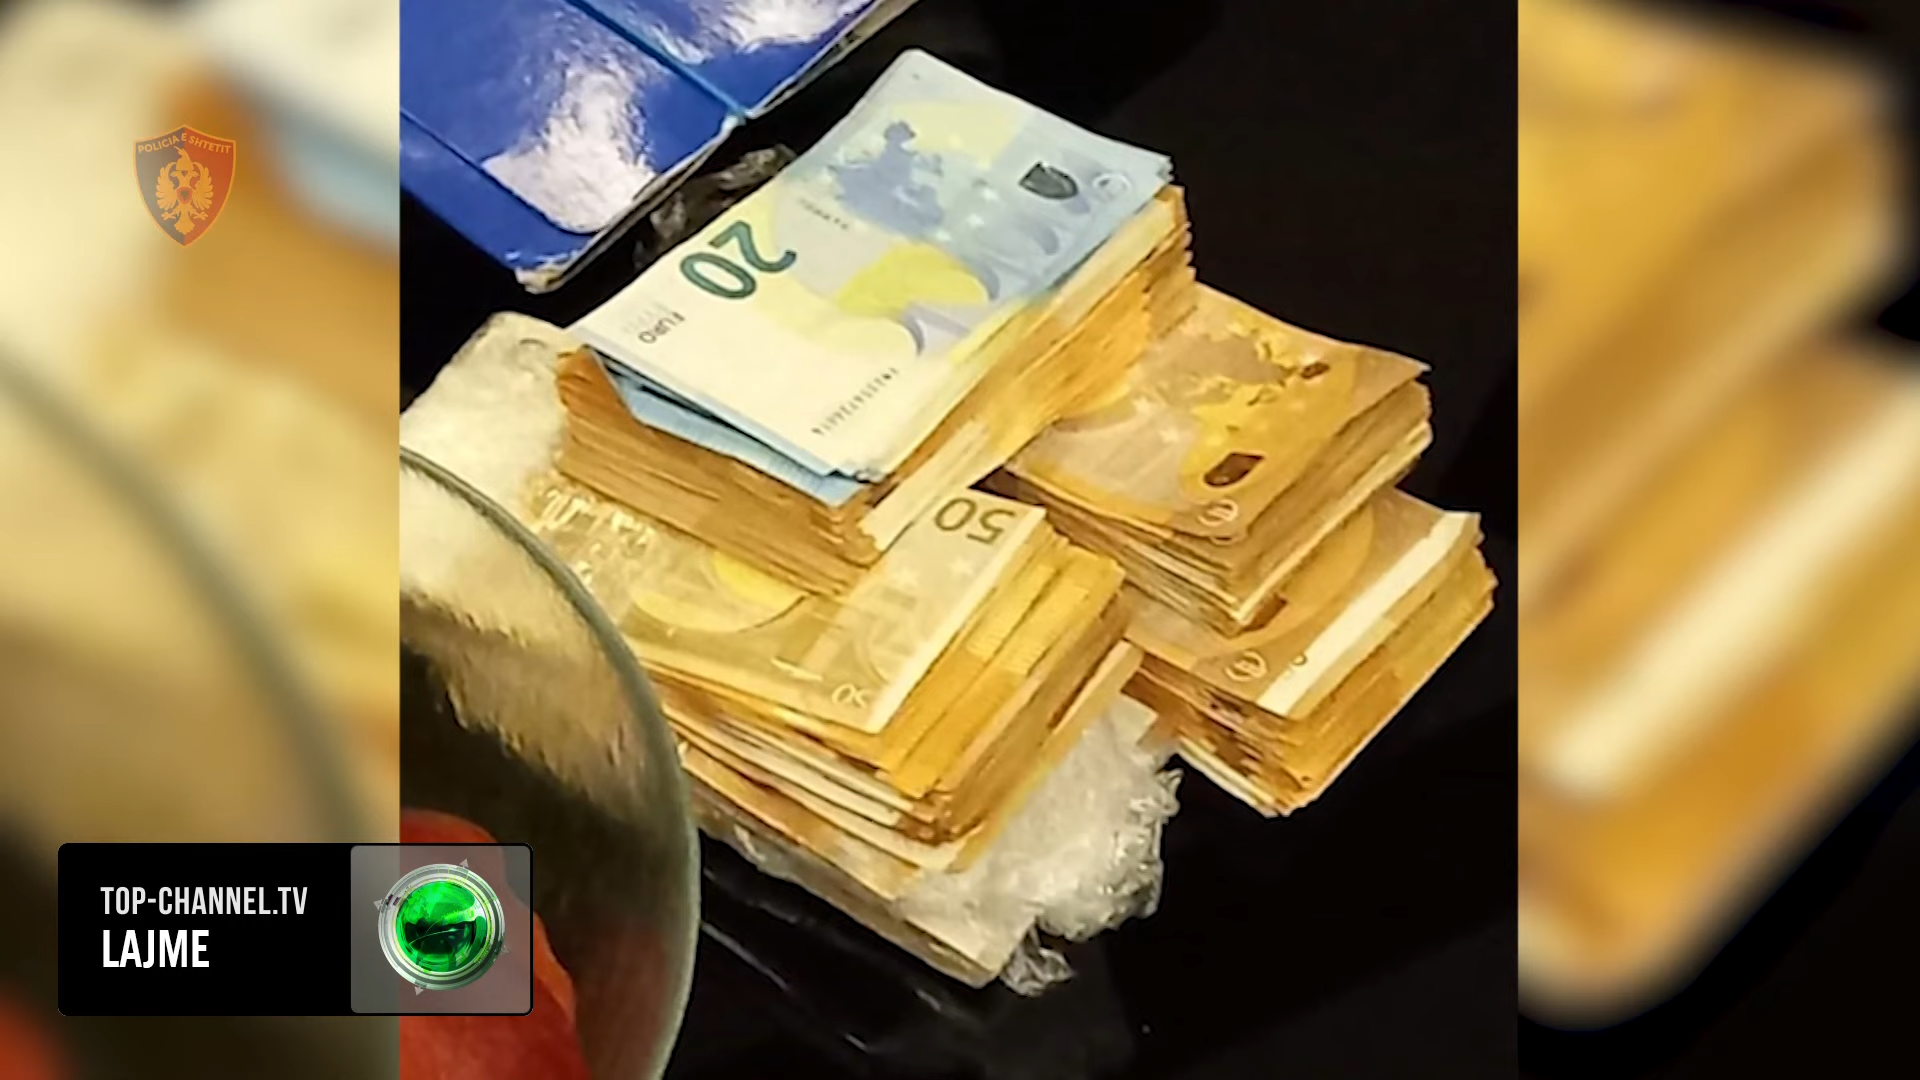 POLICIA E SHTETIT
20
EURO
50
50
TOP-CHANNEL.TV
LAJME